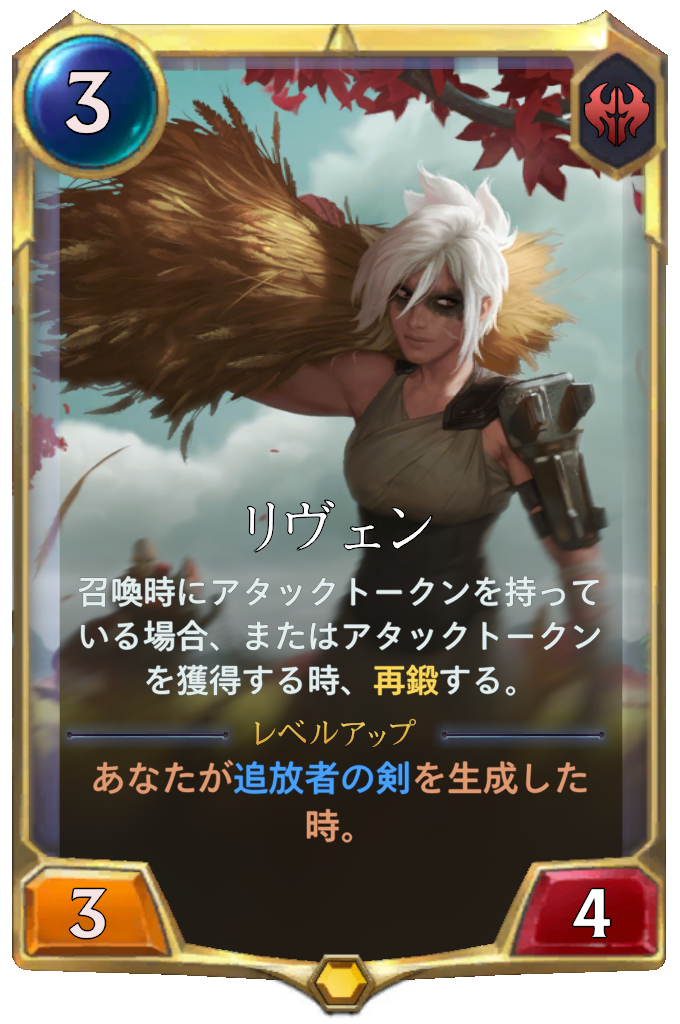 3
リヴェン
召喚時にアタックトークンを持って
いる場合、またはアタックトークン
を獲得する時、再鍛する。
レベルアップ
あなたが追放者の剣を生成した
時。
3
4